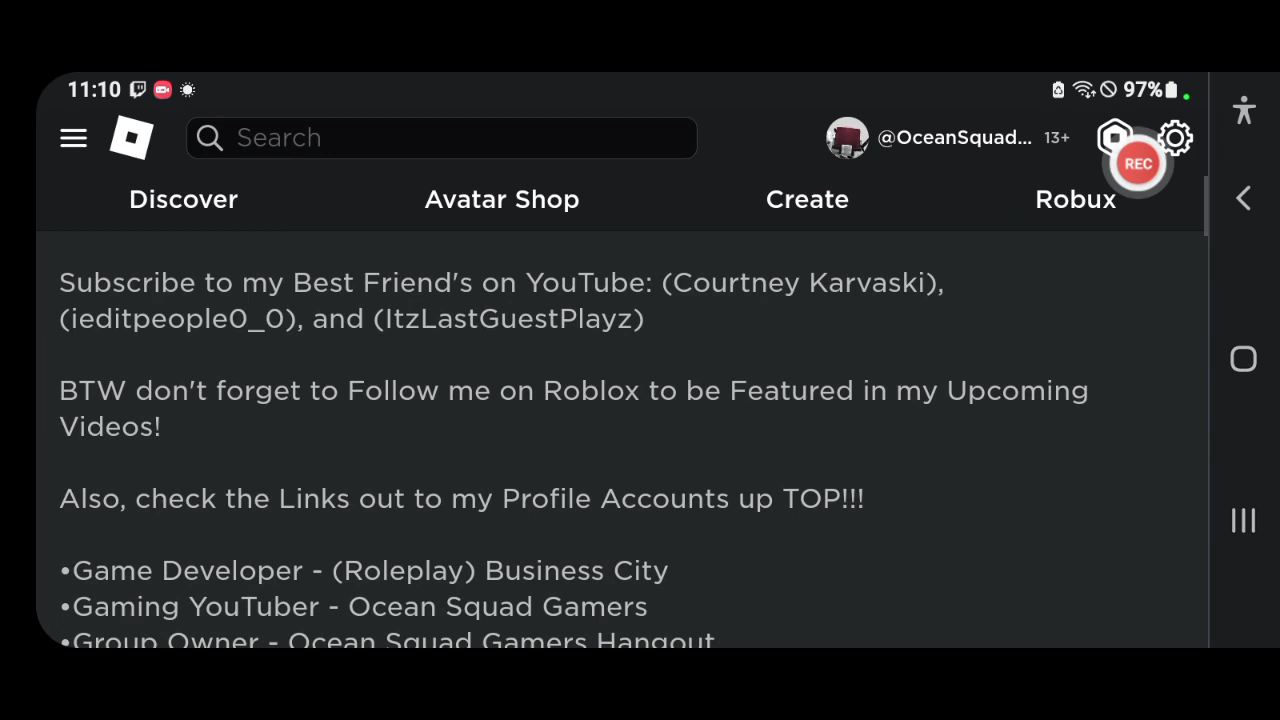 11:10 97%
Search @OceanSquad... 13+
REC
Discover Avatar Shop Create Robux
Subscribe to my Best Friend's on YouTube: (Courtney Karvaski),
(ieditpeople0_0), and (ItzLastGuestPlayz)
BTW don't forget to Follow me on Roblox to be Featured in my Upcoming
Videos!
Also, check the Links out to my Profile Accounts up TOP!!!
•Game Developer - (Roleplay) Business City
•Gaming YouTuber - Ocean Squad Gamers
•Group Owner - Ocean Squad Gamers Hangout